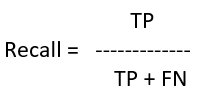 TP
Recall = -------------
TP + FN